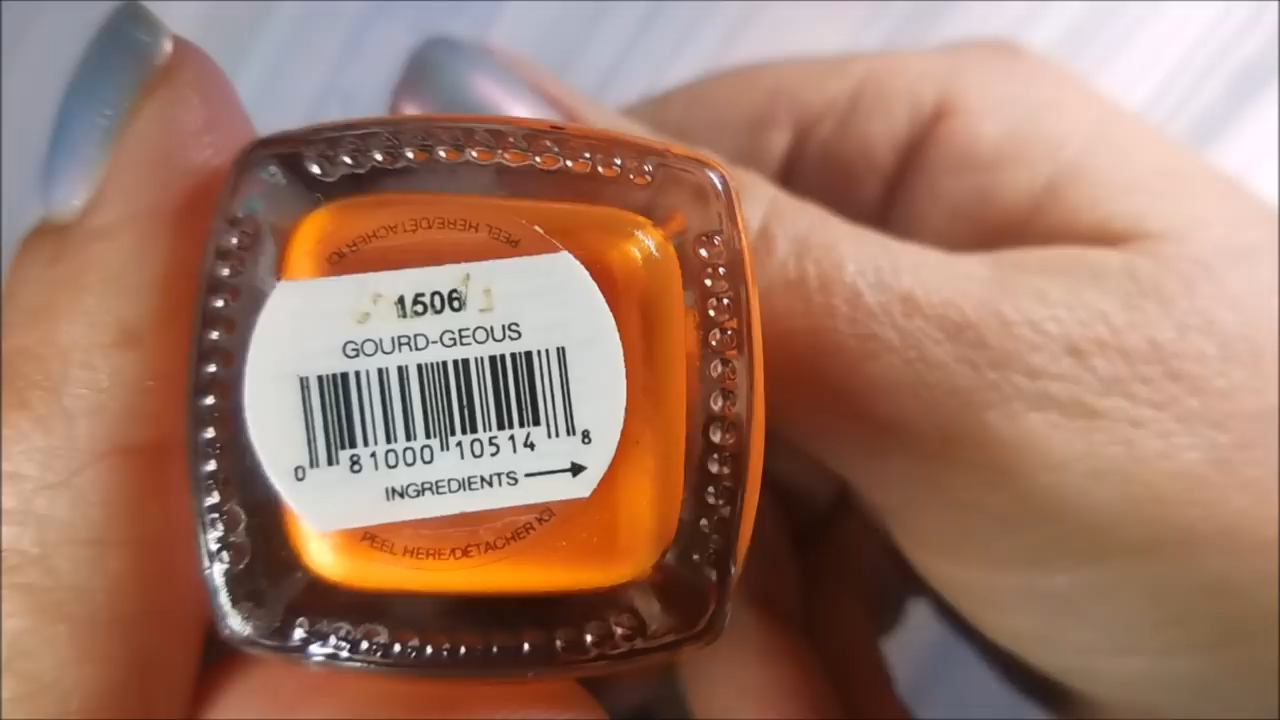 PEEL HERE/DÉTACHER ICI
1506
GOURD-GEOUS
0 81000 10514 8
INGREDIENTS
PEEL HERE/DÉTACHER ICI